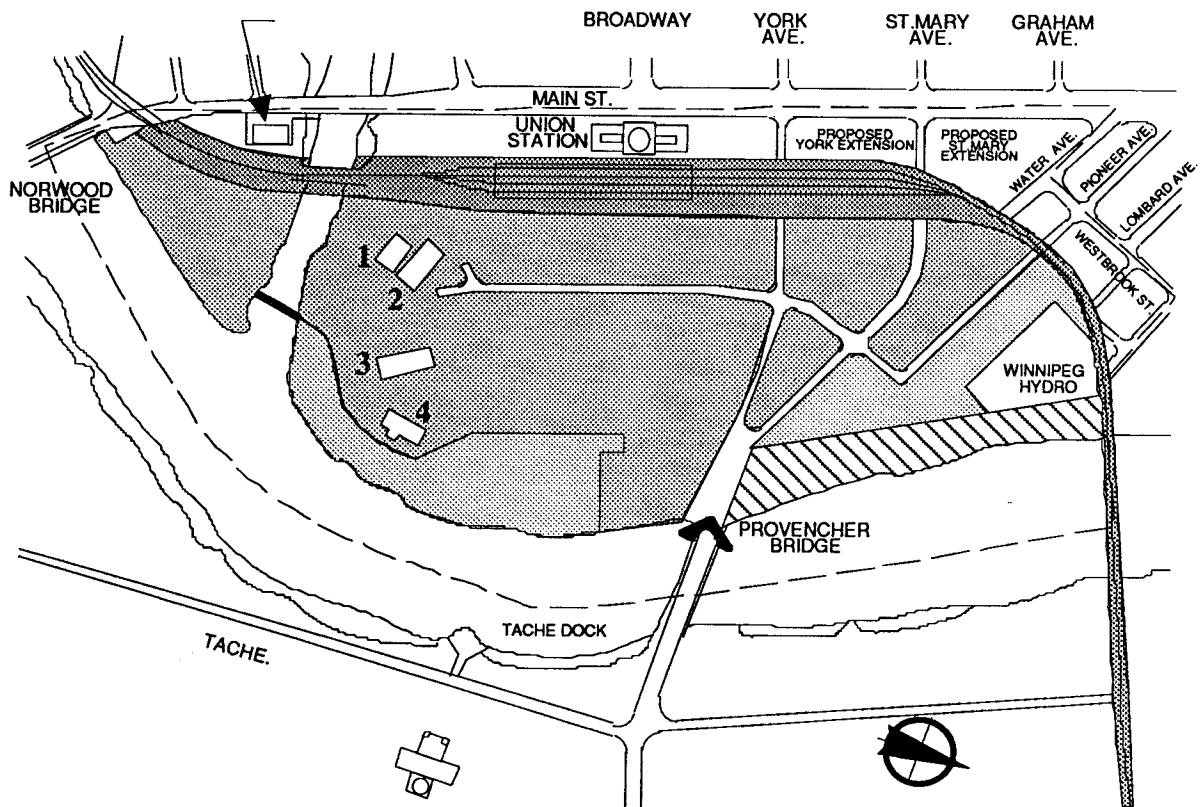 BROADWAY
YORK
AVE.
ST.MARY
AVE.
GRAHAM
AVE.
MAIN ST.
UNION
STATION
PROPOSED
YORK EXTENSION
PROPOSED
ST.MARY
EXTENSION
WATER AVE.
PIONEER AVE.
LOMBARD AVE.
WESTBROOK ST.
NORWOOD
BRIDGE
1
2
3
4
WINNIPEG
HYDRO
PROVENCHER
BRIDGE
TACHE DOCK
TACHE.